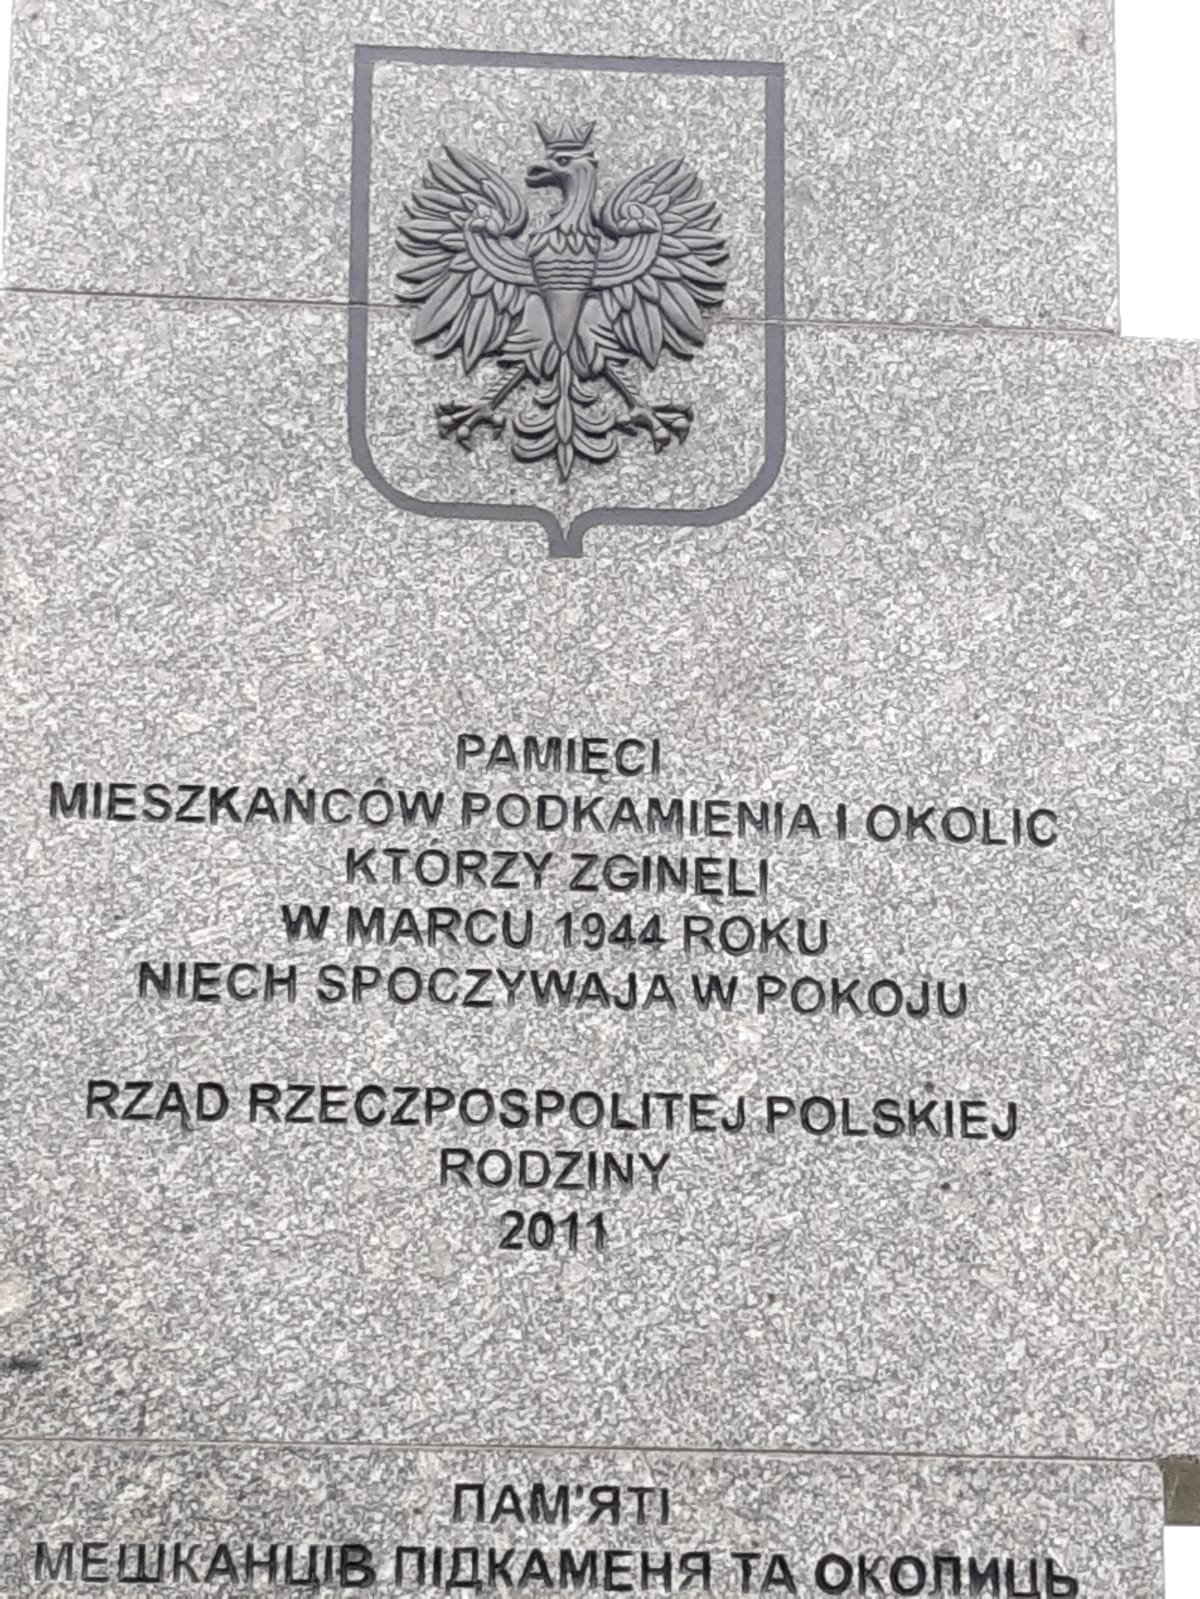 PAMIĘCI
MIESZKAŃCÓW PODKAMIENIA I OKOLIC
KTÓRZY ZGINĘLI
W MARCU 1944 ROKU
NIECH SPOCZYWAJĄ W POKOJU
RZĄD RZECZPOSPOLITEJ POLSKIEJ
RODZINY
2011
ПАМ'ЯТІ
МЕШКАНЦІВ ПІДКАМЕНЯ ТА ОКОЛИЦЬ